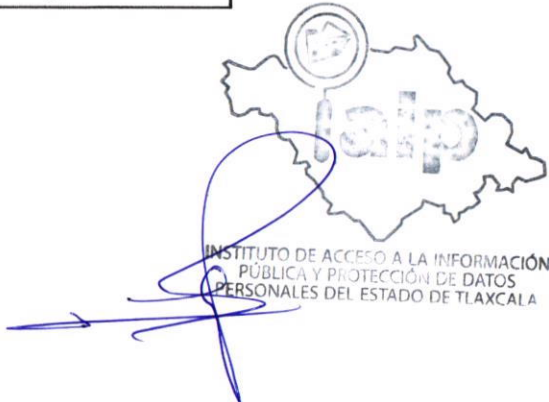 iaip
INSTITUTO DE ACCESO A LA INFORMACIÓN
PÚBLICA Y PROTECCIÓN DE DATOS
PERSONALES DEL ESTADO DE TLAXCALA